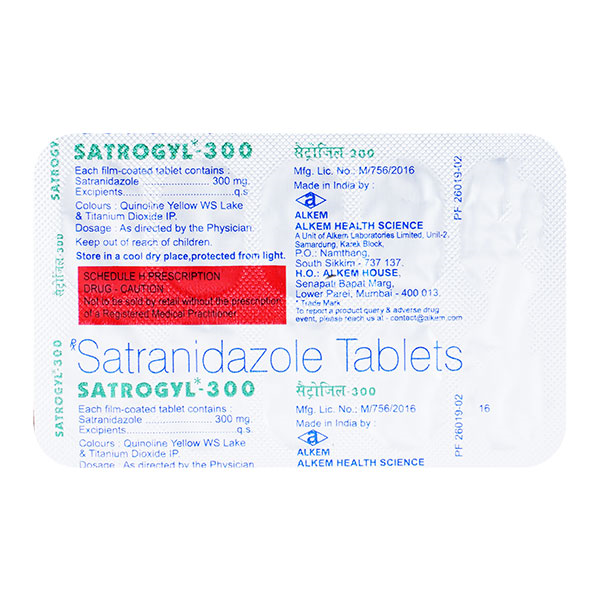 SATROGYL*-300
Each film-coated tablet contains :
Satranidazole ........................ 300 mg.
Excipients.................................q.s.
Colours : Quinoline Yellow WS Lake
& Titanium Dioxide IP.
Dosage : As directed by the Physician.
Keep out of reach of children.
Store in a cool dry place,protected from light.
SCHEDULE H PRESCRIPTION
DRUG - CAUTION
Not to be sold by retail without the prescription
of a Registered Medical Practitioner.
सैट्रोजिल -300
Mfg. Lic. No.: M/756/2016
Made in India by :
a
ALKEM
ALKEM HEALTH SCIENCE
A Unit of Alkem Laboratories Limited, Unit-2,
Samardung, Karek Block,
P.O.: Namthang,
South Sikkim - 737 137.
H.O.: ALKEM HOUSE,
Senapati Bapat Marg,
Lower Parel, Mumbai - 400 013.
* Trade Mark
To report a product query & adverse drug
event, please reach us at - contact@alkem.com
PF 26019-02
SATROGYL
सैट्रोजिल -300
SATROGYL*-300
℞ Satranidazole Tablets
SATROGYL*-300
Each film-coated tablet contains :
Satranidazole ........................ 300 mg.
Excipients.................................q.s.
Colours : Quinoline Yellow WS Lake
& Titanium Dioxide IP.
Dosage : As directed by the Physician
सैट्रोजिल -300
Mfg. Lic. No.: M/756/2016
Made in India by :
a
ALKEM
ALKEM HEALTH SCIENCE
PF 26019-02
16